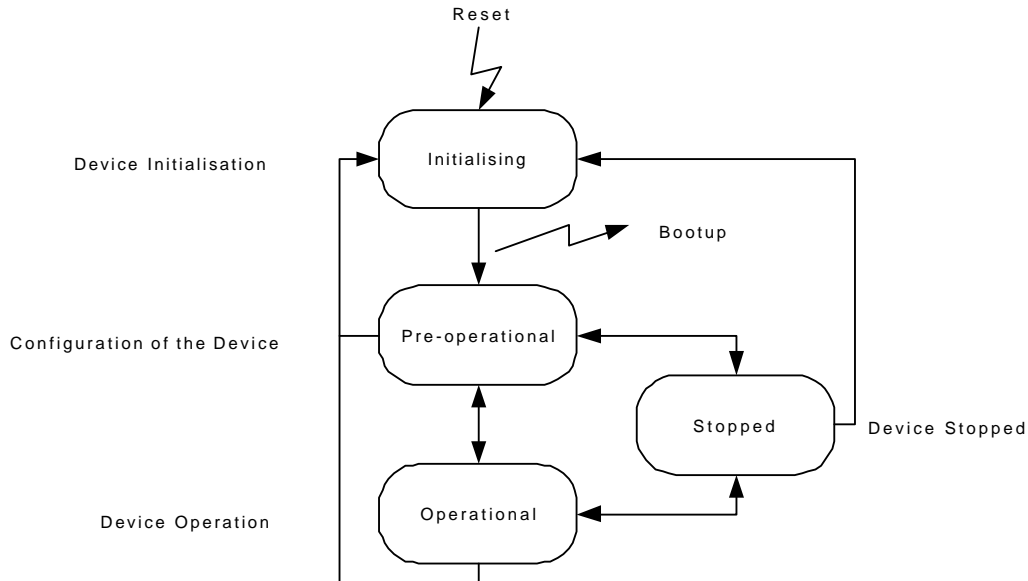 Reset
Device Initialisation
Initialising
Bootup
Configuration of the Device
Pre-operational
Stopped
Device Stopped
Device Operation
Operational